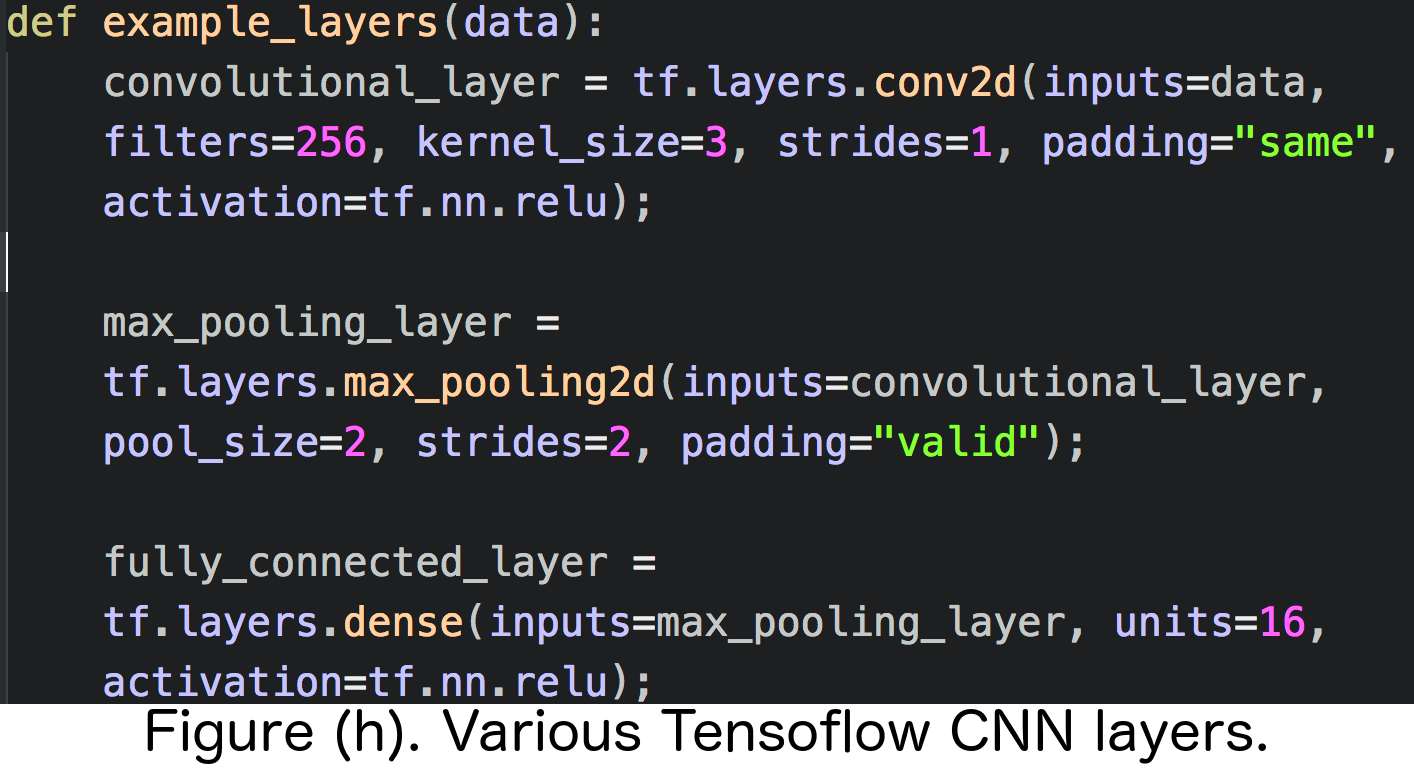 def example_layers(data):
convolutional_layer = tf.layers.conv2d(inputs=data,
filters=256, kernel_size=3, strides=1, padding="same",
activation=tf.nn.relu);
max_pooling_layer =
tf.layers.max_pooling2d(inputs=convolutional_layer,
pool_size=2, strides=2, padding="valid");
fully_connected_layer =
tf.layers.dense(inputs=max_pooling_layer, units=16,
activation=tf.nn.relu);
Figure (h). Various Tensoflow CNN layers.